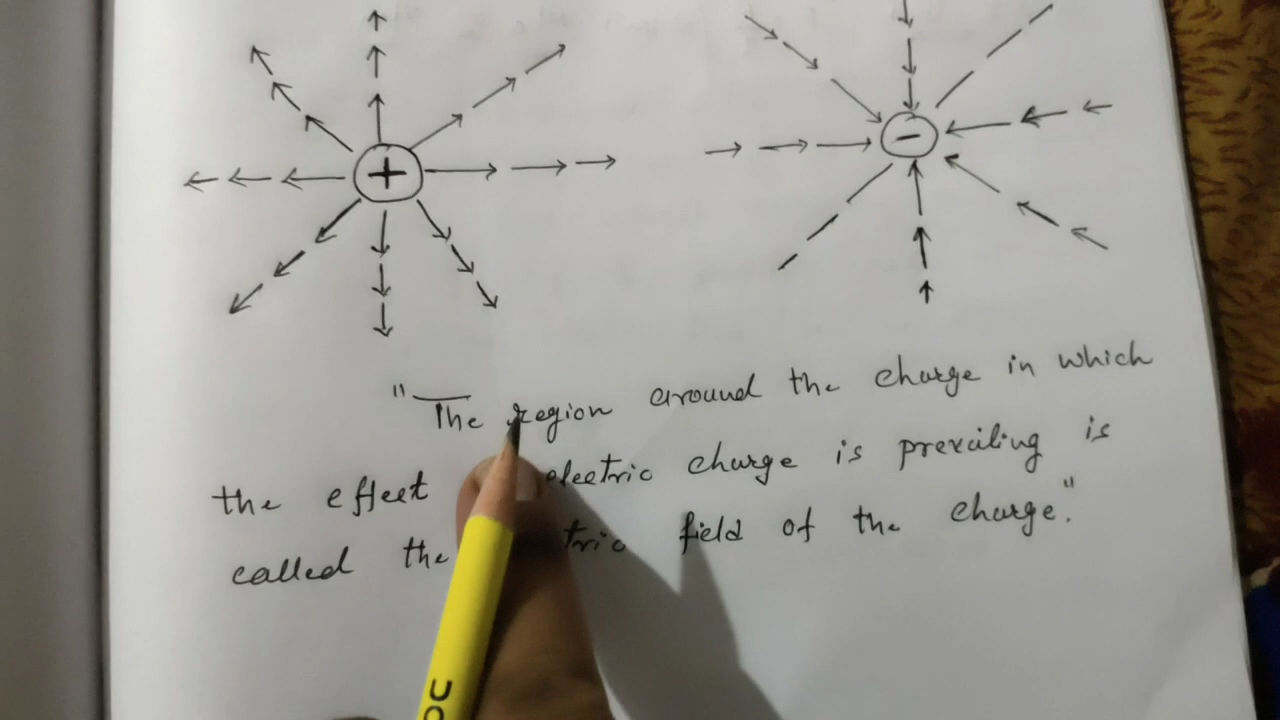 +
-
" The region around the charge in which
the effect electric charge is prevailing is
called the tric field of the charge."